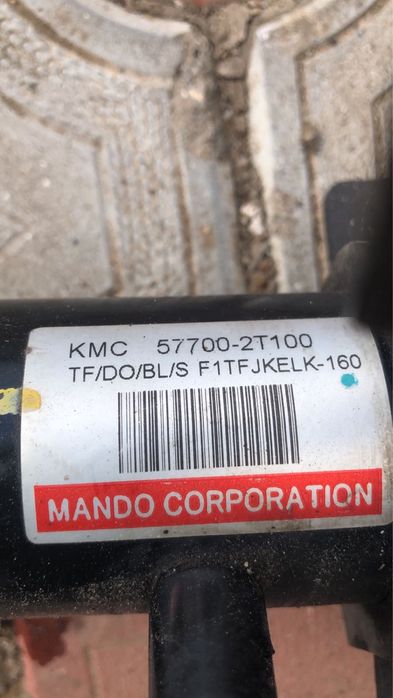 KMC 57700-2T100
TF/DO/BL/S F1TFJKELK-160
MANDO CORPORATION